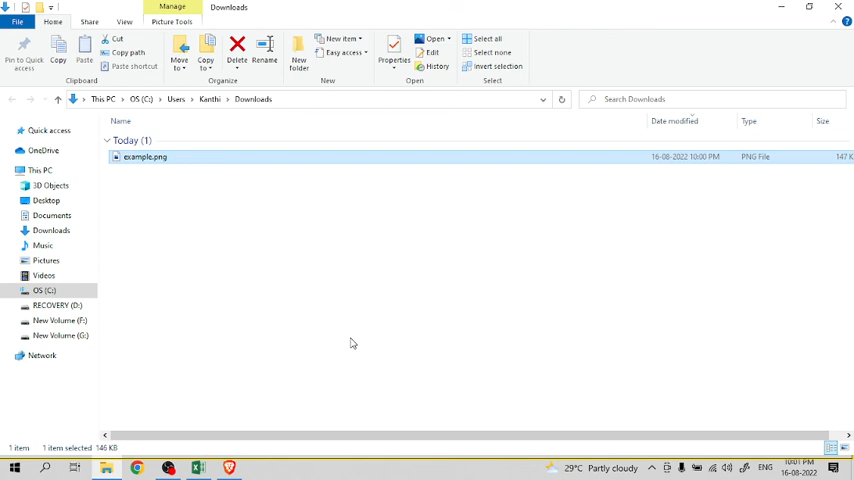 Manage
Downloads
File
Home
Share
View
Picture Tools
Pin to Quick access
Copy
Paste
Cut
Copy path
Paste shortcut
Clipboard
Move to
Copy to
Delete
Rename
Organize
New folder
New item
Easy access
New
Properties
Open
Edit
History
Open
Select all
Select none
Invert selection
Select
This PC > OS (C:) > Users > Kanthi > Downloads
Search Downloads
Name
Date modified
Type
Size
Today (1)
example.png
16-08-2022 10:00 PM
PNG File
147 K
Quick access
OneDrive
This PC
3D Objects
Desktop
Documents
Downloads
Music
Pictures
Videos
OS (C:)
RECOVERY (D:)
New Volume (F:)
New Volume (G:)
Network
1 item
1 item selected 146 KB
29°C Partly cloudy
ENG
10:01 PM
16-08-2022